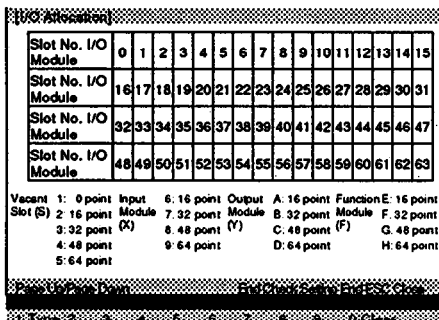 [I/O Allocation]
Slot No. I/O Module 0 1 2 3 4 5 6 7 8 9 10 11 12 13 14 15
Slot No. I/O Module 16 17 18 19 20 21 22 23 24 25 26 27 28 29 30 31
Slot No. I/O Module 32 33 34 35 36 37 38 39 40 41 42 43 44 45 46 47
Slot No. I/O Module 48 49 50 51 52 53 54 55 56 57 58 59 60 61 62 63
Vacant 1: 0 point Input 6: 16 point Output A: 16 point Function E: 16 point
Slot (S) 2: 16 point Module 7. 32 point Module B. 32 point Module F. 32 point
3: 32 point (X) 8: 48 point (Y) C: 48 point (F) G. 48 point
4: 48 point 9: 64 point D: 64 point H: 64 point
5: 64 point
Page Up/Page Down End Check Setting End ESC Close